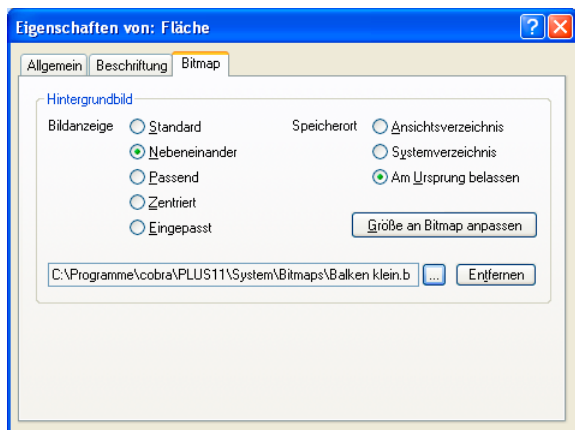 Eigenschaften von: Fläche
Allgemein Beschriftung Bitmap
Hintergrundbild
Bildanzeige Standard Speicherort Ansichtsverzeichnis
Nebeneinander Systemverzeichnis
Passend Am Ursprung belassen
Zentriert
Eingepasst Größe an Bitmap anpassen
C:\Programme\cobra\PLUS11\System\Bitmaps\Balken klein.b ... Entfernen